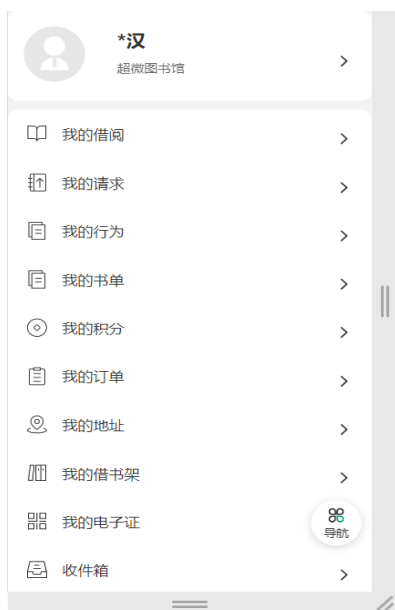 *汉
超微图书馆
我的借阅
我的请求
我的行为
我的书单
我的积分
我的订单
我的地址
我的借书架
我的电子证
导航
收件箱